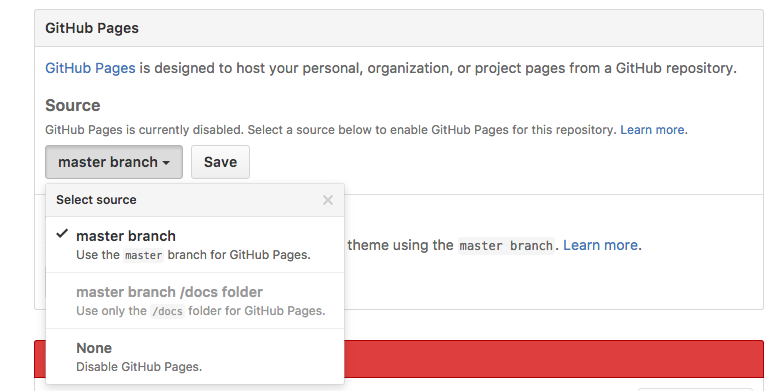 GitHub Pages
GitHub Pages is designed to host your personal, organization, or project pages from a GitHub repository.
Source
GitHub Pages is currently disabled. Select a source below to enable GitHub Pages for this repository. Learn more.
master branch Save
Select source
master branch
Use the master branch for GitHub Pages.
theme using the master branch. Learn more.
master branch /docs folder
Use only the /docs folder for GitHub Pages.
None
Disable GitHub Pages.